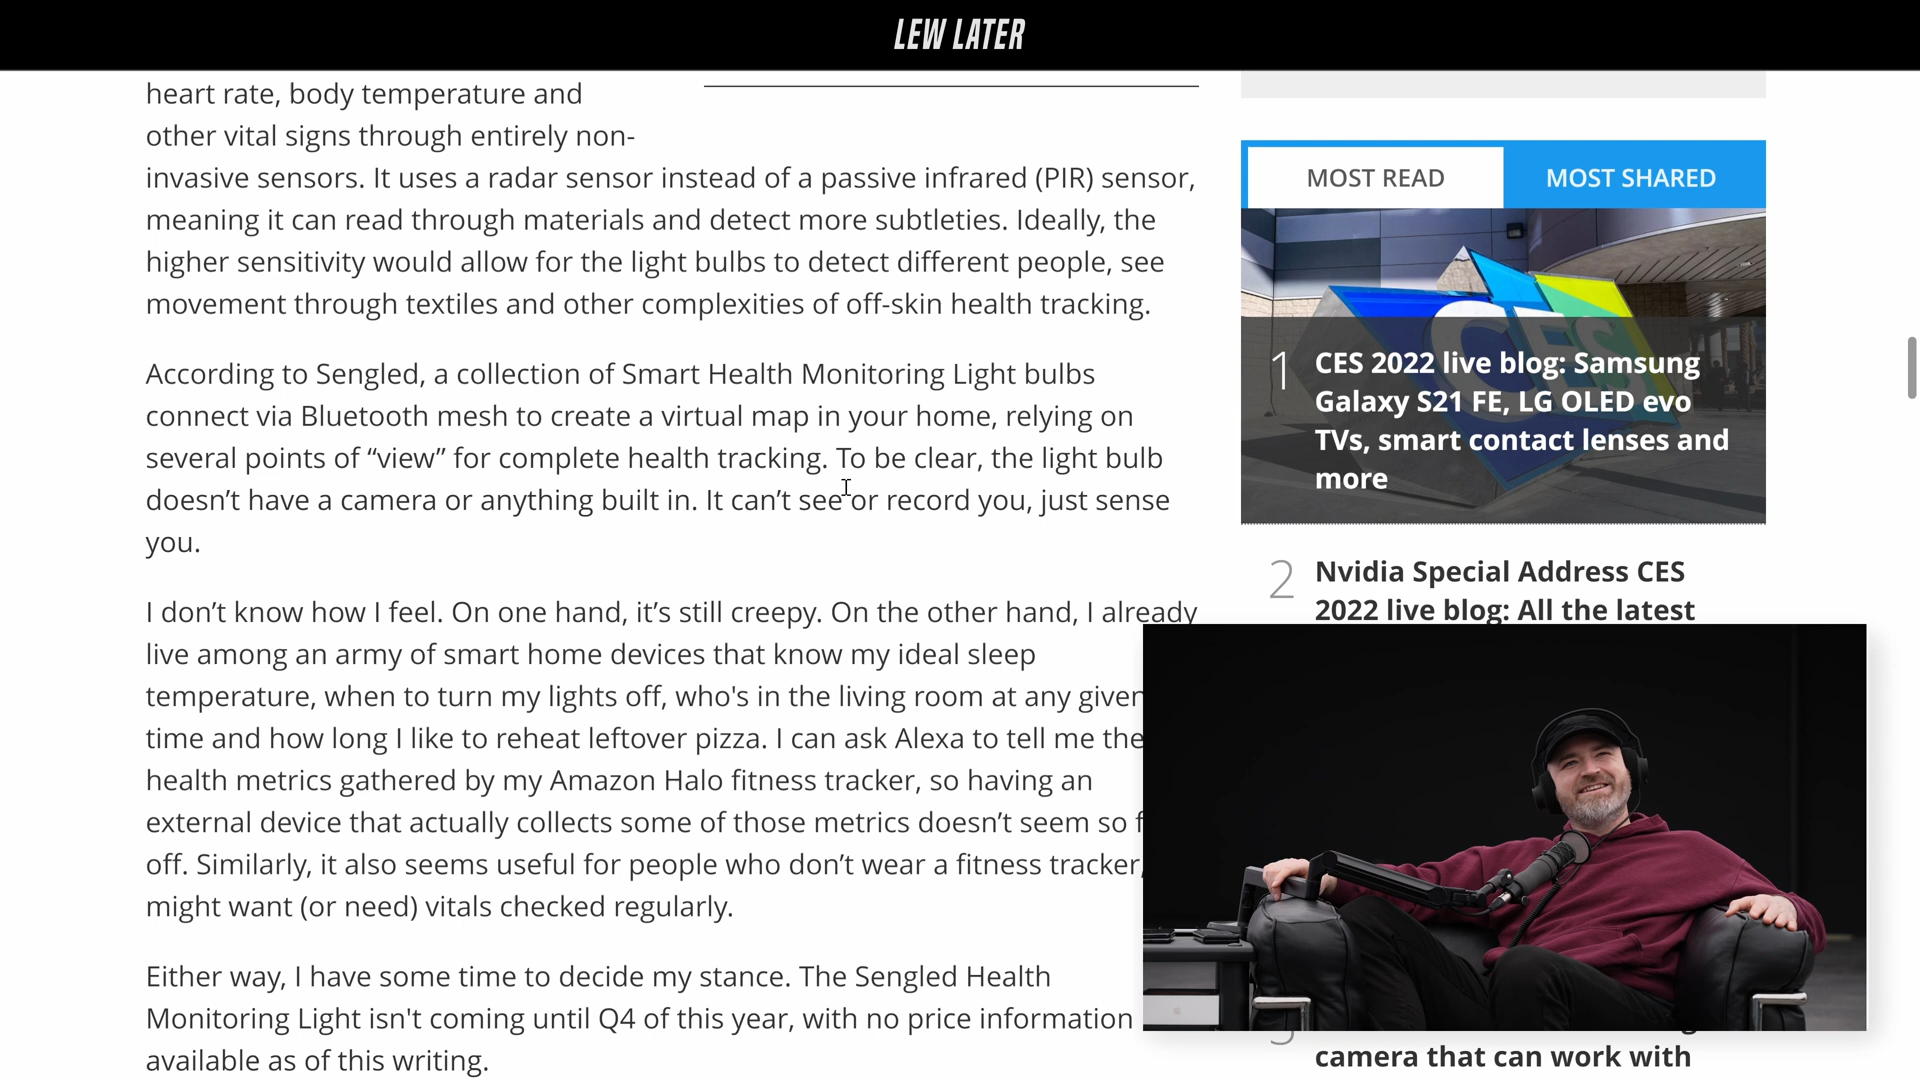 LEW LATER
heart rate, body temperature and
other vital signs through entirely non-
invasive sensors. It uses a radar sensor instead of a passive infrared (PIR) sensor,
meaning it can read through materials and detect more subtleties. Ideally, the
higher sensitivity would allow for the light bulbs to detect different people, see
movement through textiles and other complexities of off-skin health tracking.
According to Sengled, a collection of Smart Health Monitoring Light bulbs
connect via Bluetooth mesh to create a virtual map in your home, relying on
several points of “view” for complete health tracking. To be clear, the light bulb
doesn’t have a camera or anything built in. It can’t see or record you, just sense
you.
I don’t know how I feel. On one hand, it’s still creepy. On the other hand, I already
live among an army of smart home devices that know my ideal sleep
temperature, when to turn my lights off, who's in the living room at any given
time and how long I like to reheat leftover pizza. I can ask Alexa to tell me the
health metrics gathered by my Amazon Halo fitness tracker, so having an
external device that actually collects some of those metrics doesn’t seem so
off. Similarly, it also seems useful for people who don’t wear a fitness tracker,
might want (or need) vitals checked regularly.
Either way, I have some time to decide my stance. The Sengled Health
Monitoring Light isn't coming until Q4 of this year, with no price information
available as of this writing.
MOST READ
MOST SHARED
CES
1
CES 2022 live blog: Samsung
Galaxy S21 FE, LG OLED evo
TVs, smart contact lenses and
more
2
Nvidia Special Address CES
2022 live blog: All the latest
camera that can work with